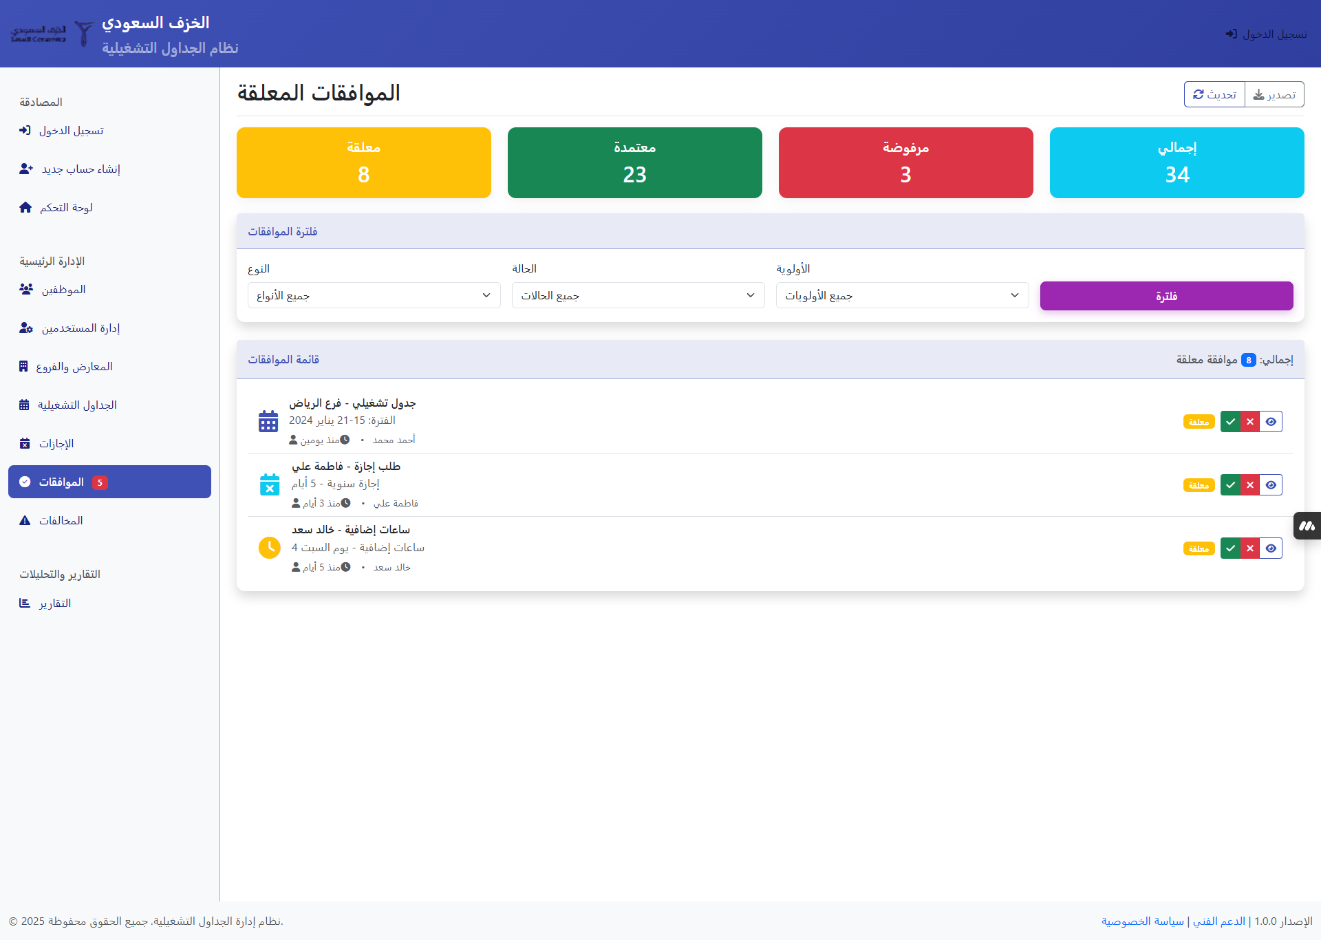 الخزف السعودي
Saudi Ceramics
الخزف السعودي
نظام الجداول التشغيلية
تسجيل الدخول
المصادقة
تسجيل الدخول
إنشاء حساب جديد
لوحة التحكم
الإدارة الرئيسية
الموظفين
إدارة المستخدمين
المعارض والفروع
الجداول التشغيلية
الإجازات
الموافقات 5
المخالفات
التقارير والتحليلات
التقارير
الموافقات المعلقة
تحديث
تصدير
معلقة
8
معتمدة
23
مرفوضة
3
إجمالي
34
فلترة الموافقات
النوع
جميع الأنواع
الحالة
جميع الحالات
الأولوية
جميع الأولويات
فلترة
قائمة الموافقات
إجمالي: 8 موافقة معلقة
جدول تشغيلي - فرع الرياض
الفترة: 15-21 يناير 2024
أحمد محمد • منذ يومين
معلقة
طلب إجازة - فاطمة علي
إجازة سنوية - 5 أيام
فاطمة علي • منذ 3 أيام
معلقة
ساعات إضافية - خالد سعد
ساعات إضافية - يوم السبت 4
خالد سعد • منذ 5 أيام
معلقة
© 2025 نظام إدارة الجداول التشغيلية. جميع الحقوق محفوظة.
الإصدار 1.0.0 | الدعم الفني | سياسة الخصوصية